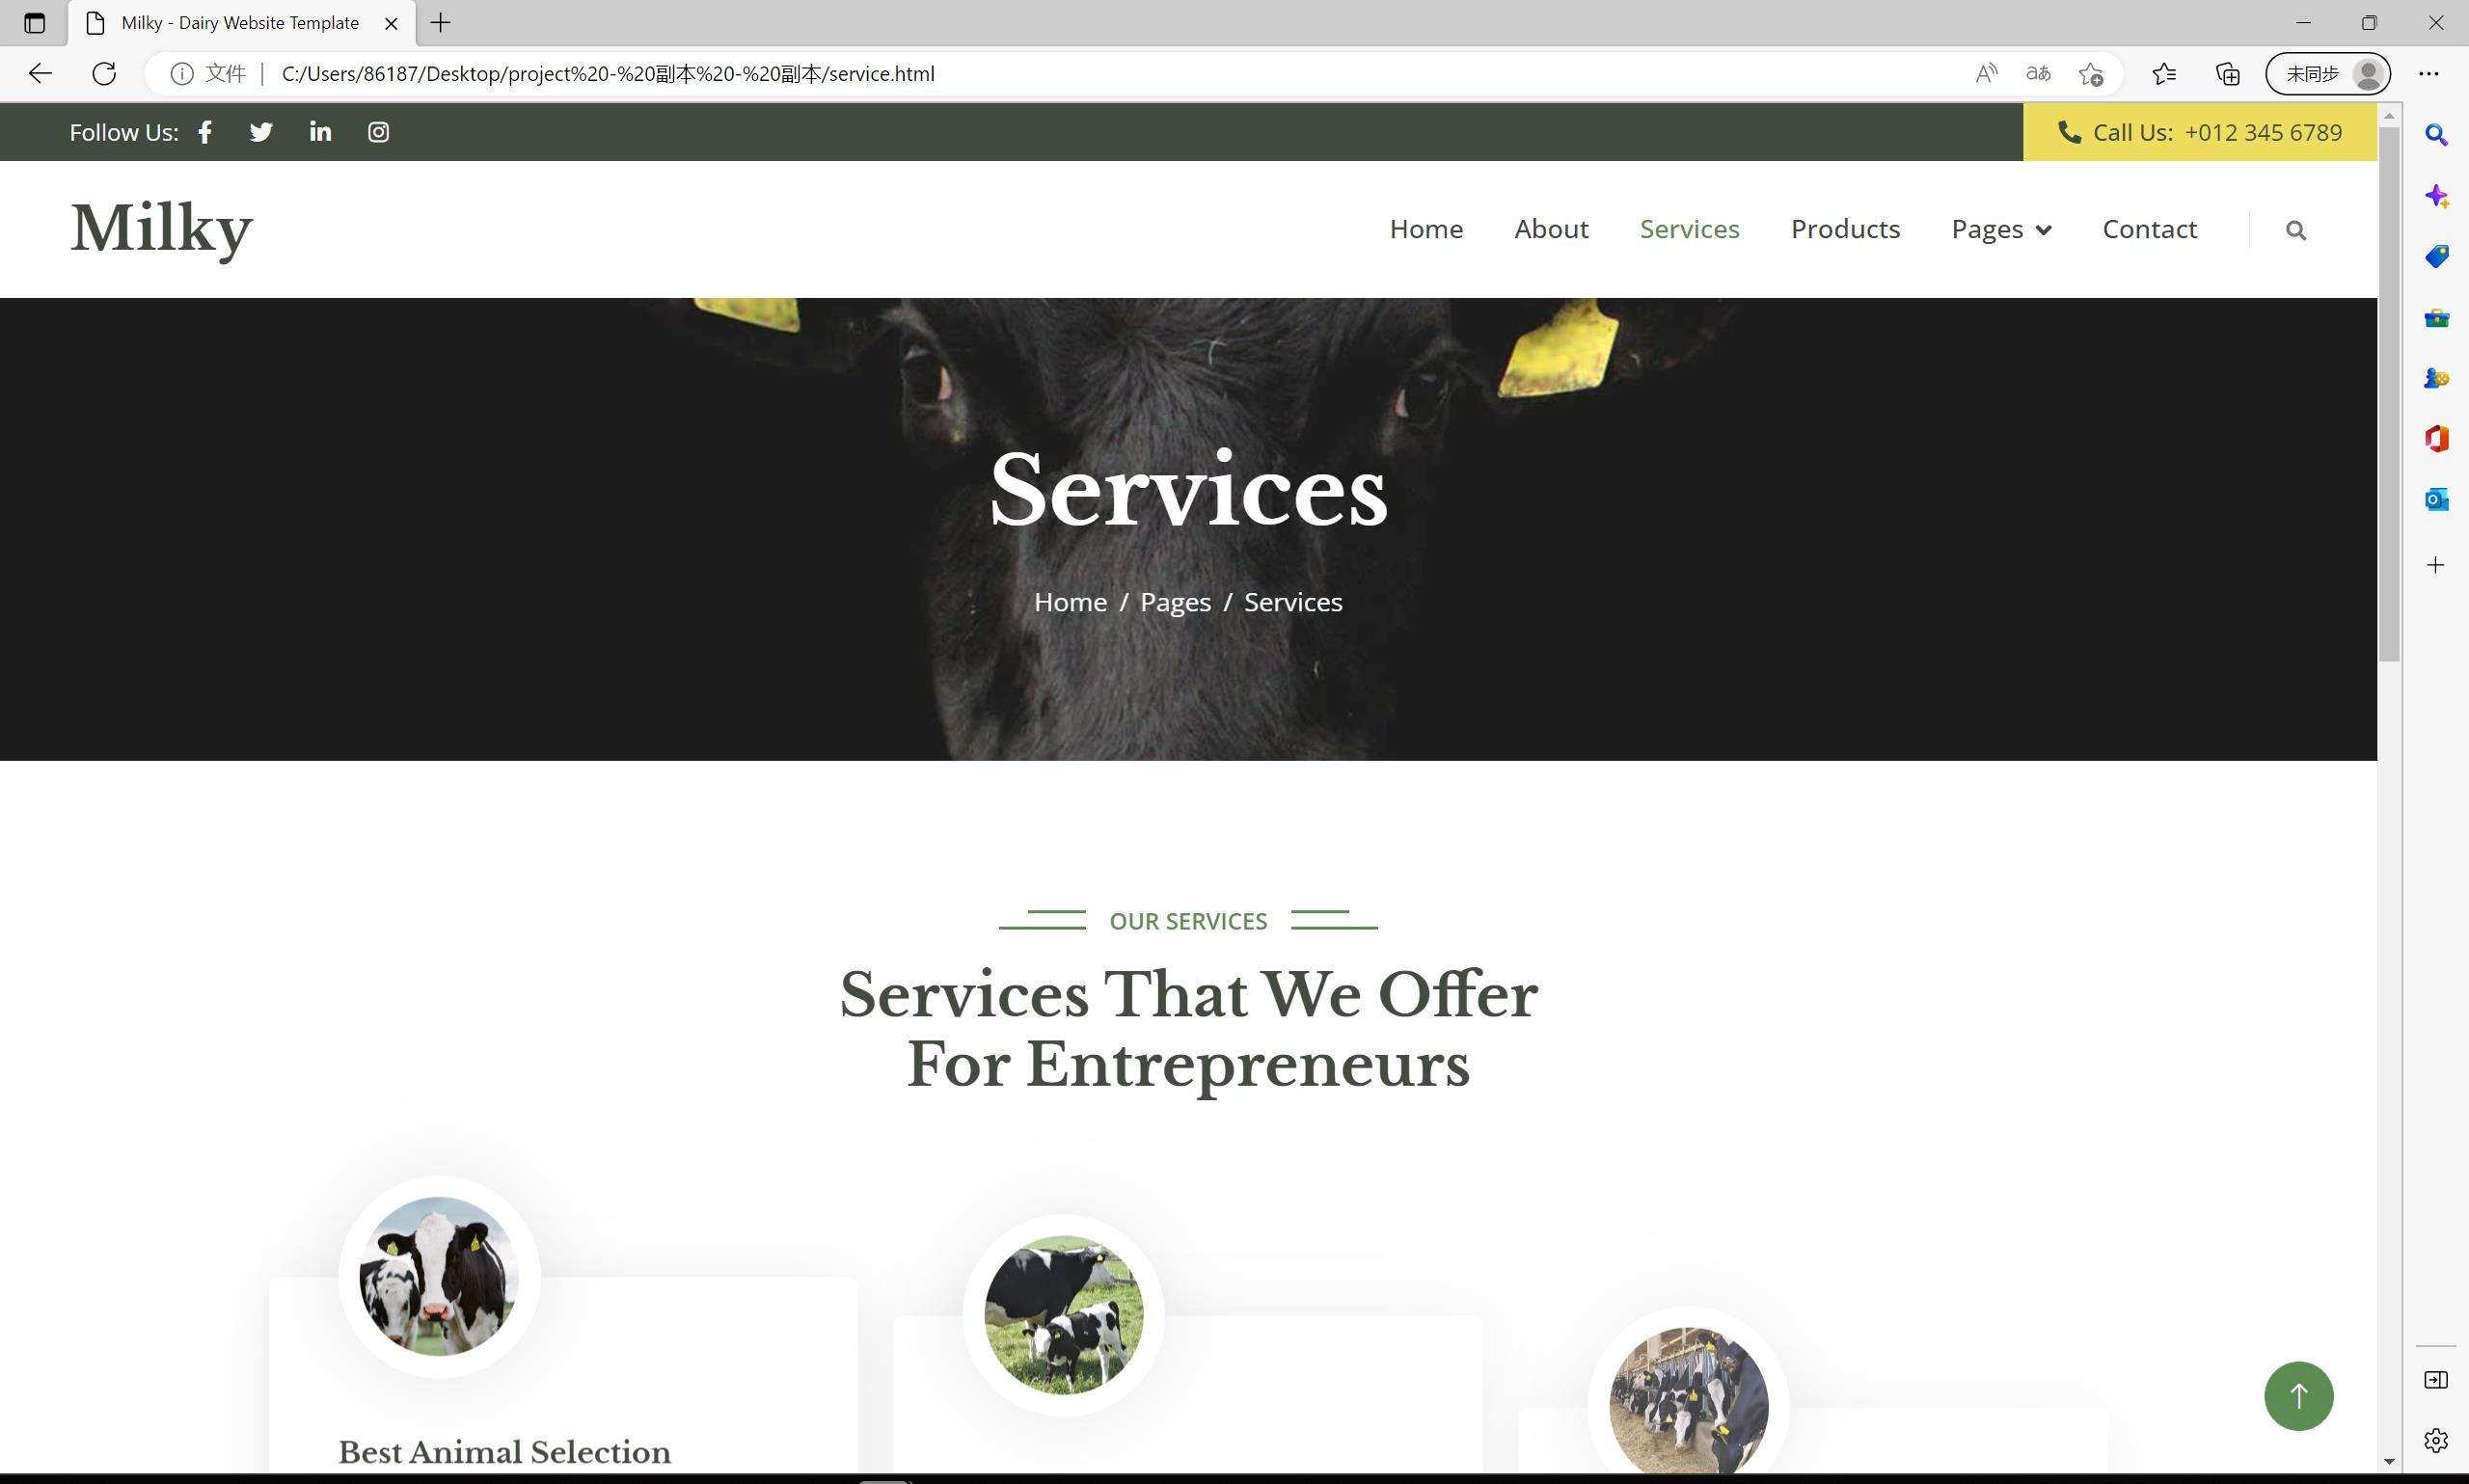 Milky - Dairy Website Template
文件 C:/Users/86187/Desktop/project%20-%20副本%20-%20副本/service.html
aあ
未同步
Follow Us:
Call Us: +012 345 6789
Milky
Home About Services Products Pages Contact
Services
Home / Pages / Services
OUR SERVICES
Services That We Offer
For Entrepreneurs
Best Animal Selection